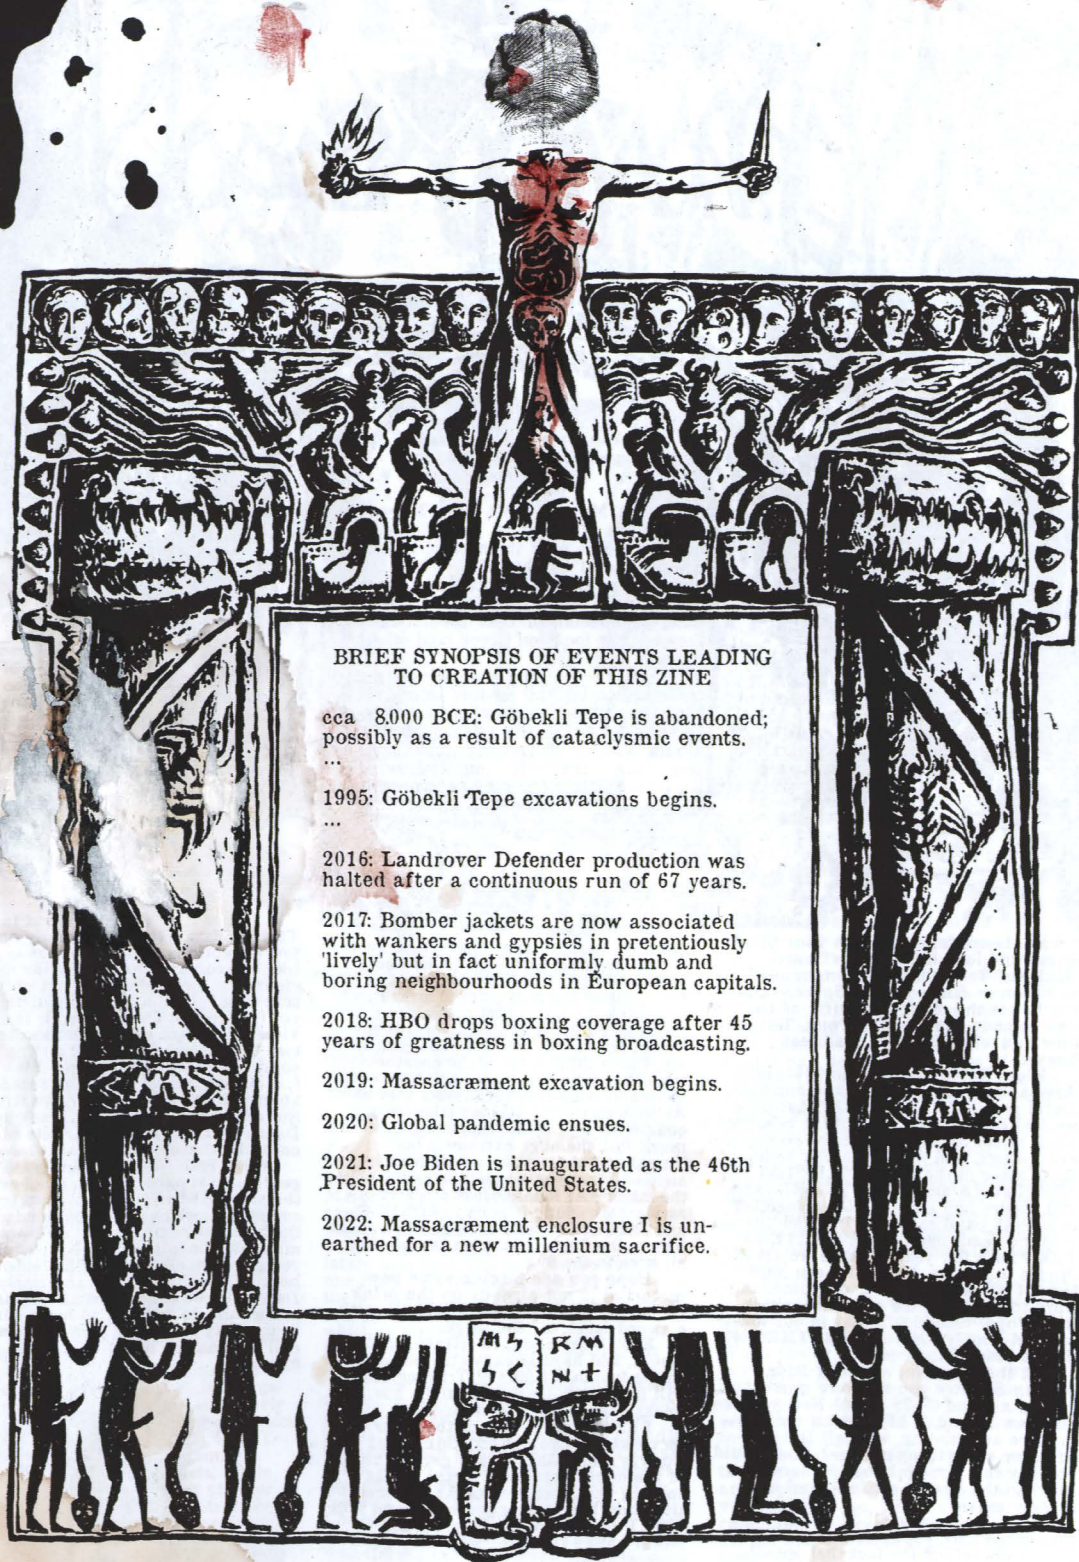 BRIEF SYNOPSIS OF EVENTS LEADING
TO CREATION OF THIS ZINE
cca 8.000 BCE: Göbekli Tepe is abandoned;
possibly as a result of cataclysmic events.
...
1995: Göbekli Tepe excavations begins.
...
2016: Landrover Defender production was
halted after a continuous run of 67 years.
2017: Bomber jackets are now associated
with wankers and gypsies in pretentiously
'lively' but in fact uniformly dumb and
boring neighbourhoods in European capitals.
2018: HBO drops boxing coverage after 45
years of greatness in boxing broadcasting.
2019: Massacræment excavation begins.
2020: Global pandemic ensues.
2021: Joe Biden is inaugurated as the 46th
President of the United States.
2022: Massacræment enclosure I is un-
earthed for a new millenium sacrifice.